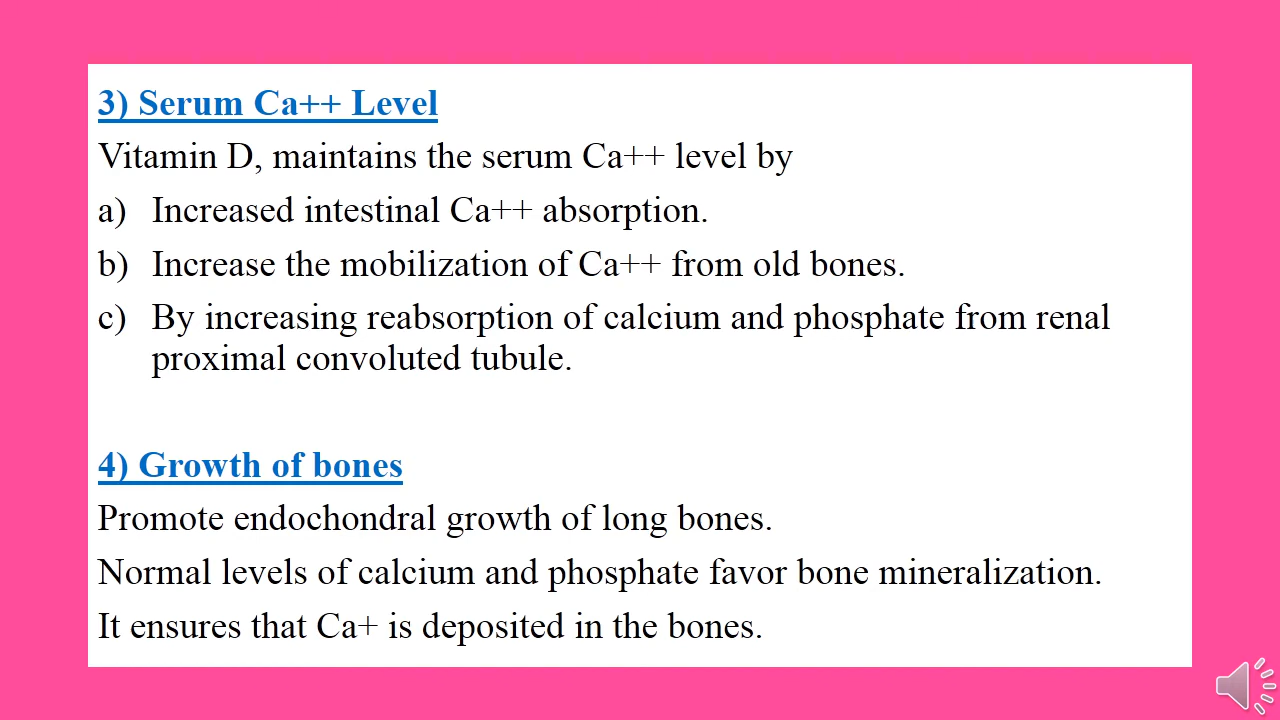 3) Serum Ca++ Level
Vitamin D, maintains the serum Ca++ level by
a) Increased intestinal Ca++ absorption.
b) Increase the mobilization of Ca++ from old bones.
c) By increasing reabsorption of calcium and phosphate from renal
proximal convoluted tubule.
4) Growth of bones
Promote endochondral growth of long bones.
Normal levels of calcium and phosphate favor bone mineralization.
It ensures that Ca+ is deposited in the bones.